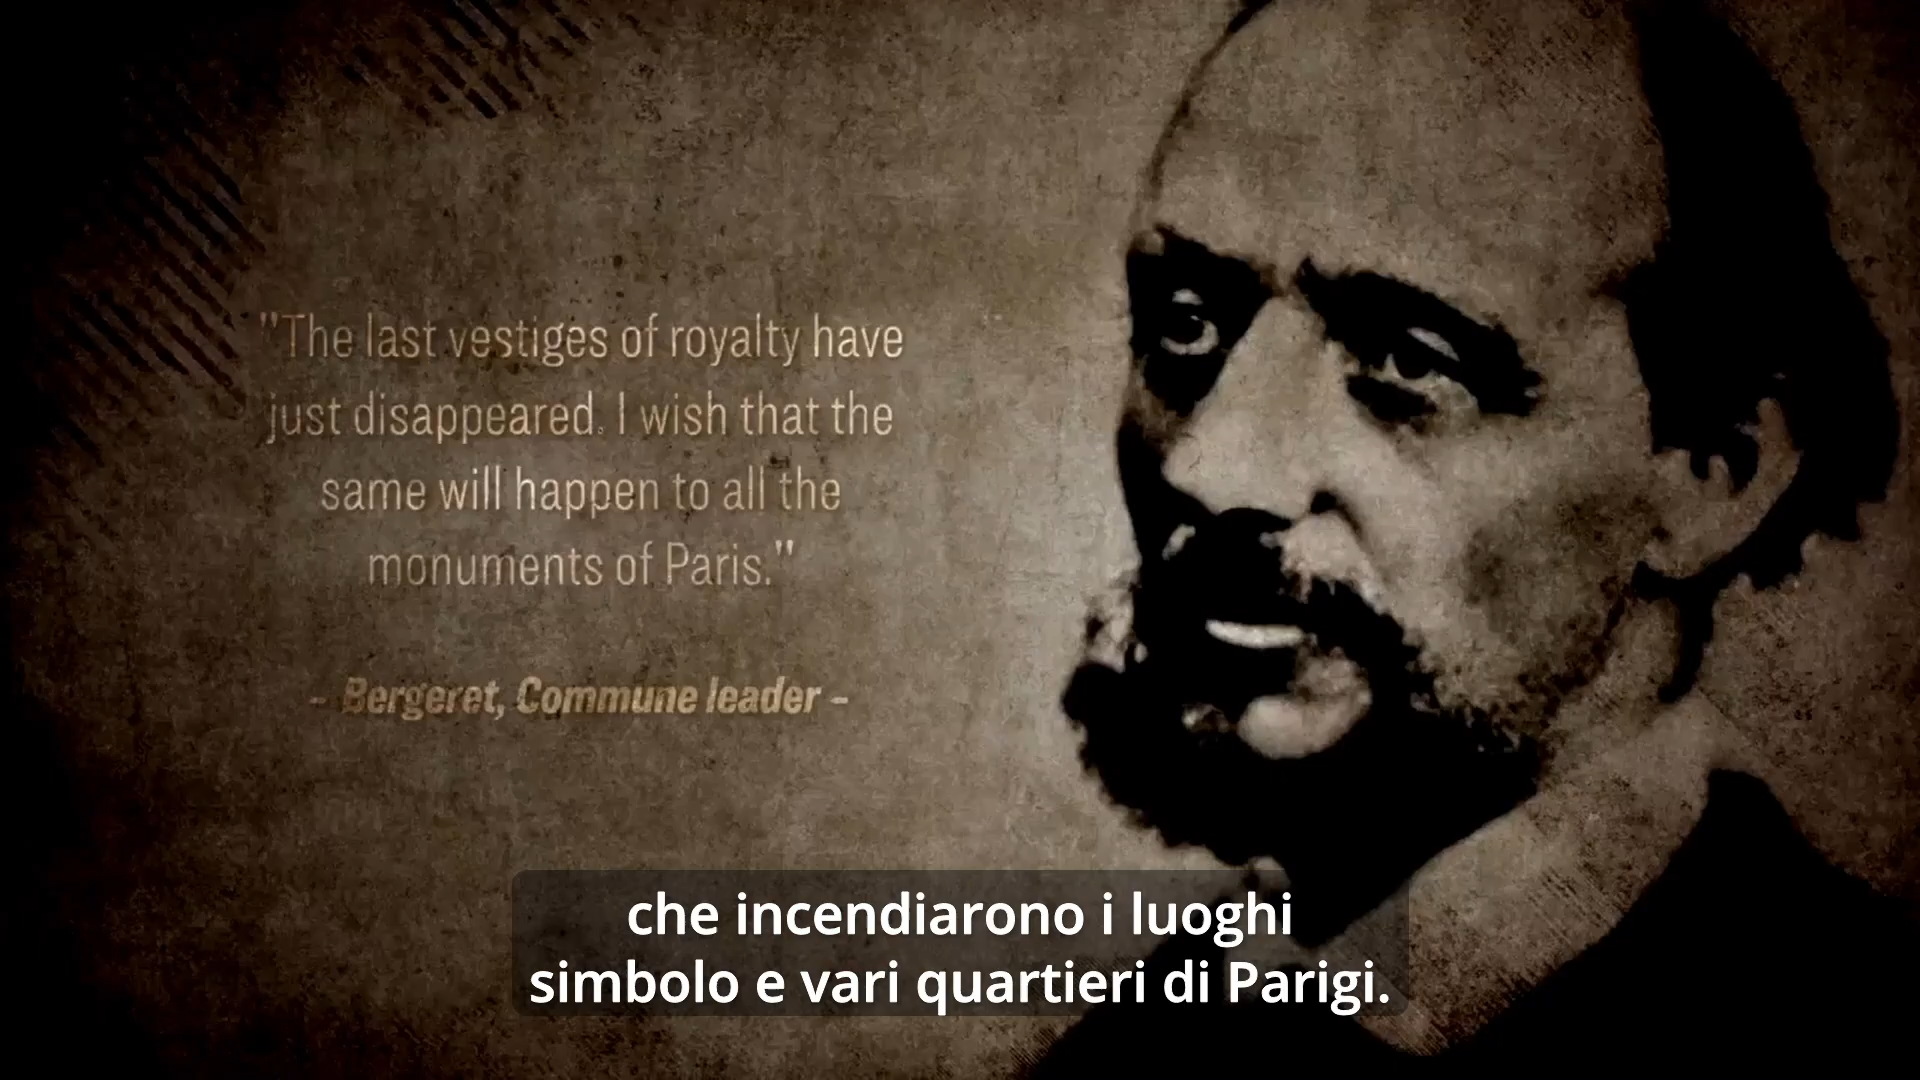 "The last vestiges of royalty have
just disappeared. I wish that the
same will happen to all the
monuments of Paris."
- Bergeret, Commune leader -
che incendiarono i luoghi
simbolo e vari quartieri di Parigi.